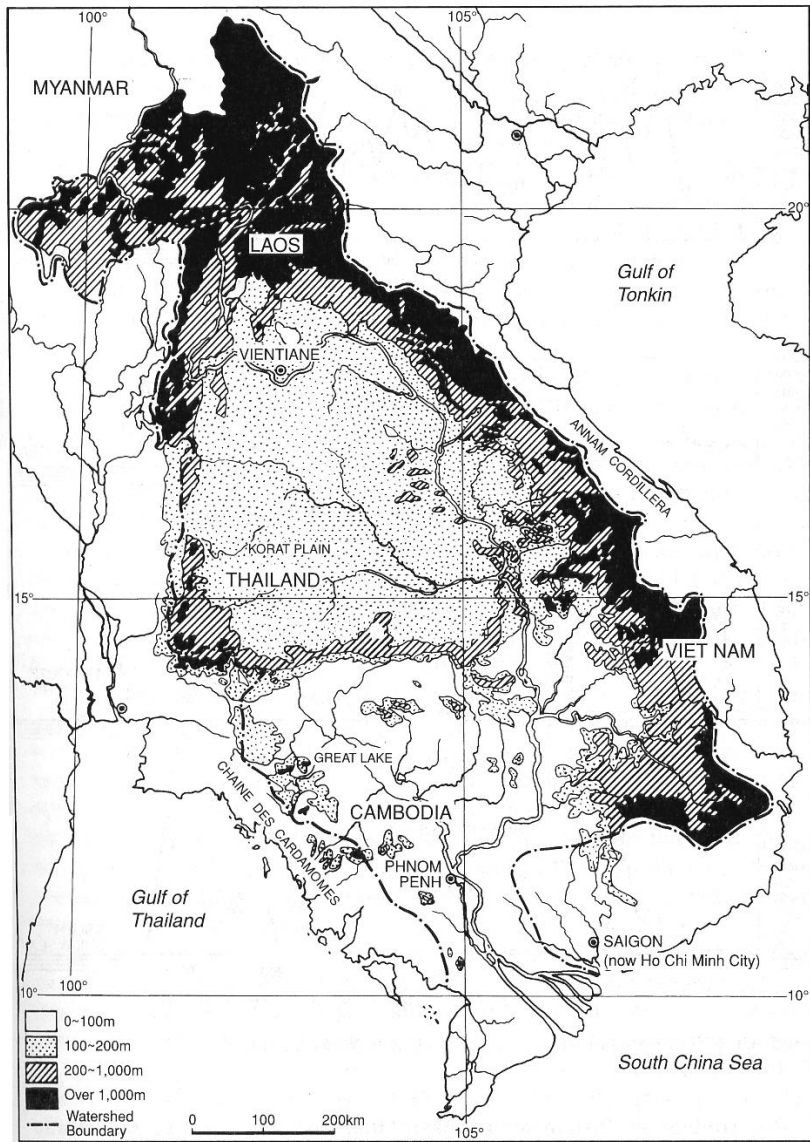 100°
105°
MYANMAR
20°
LAOS
Gulf of
Tonkin
VIENTIANE
ANNAM CORDILLERA
KORAT PLAIN
THAILAND
15°
15°
VIET NAM
GREAT LAKE
CHAINE DES CARDAMOMES
CAMBODIA
PHNOM
PENH
Gulf of
Thailand
SAIGON
(now Ho Chi Minh City)
100°
10°
10°
0~100m
100~200m
200~1,000m
Over 1,000m
Watershed
Boundary
0 100 200km
South China Sea
105°